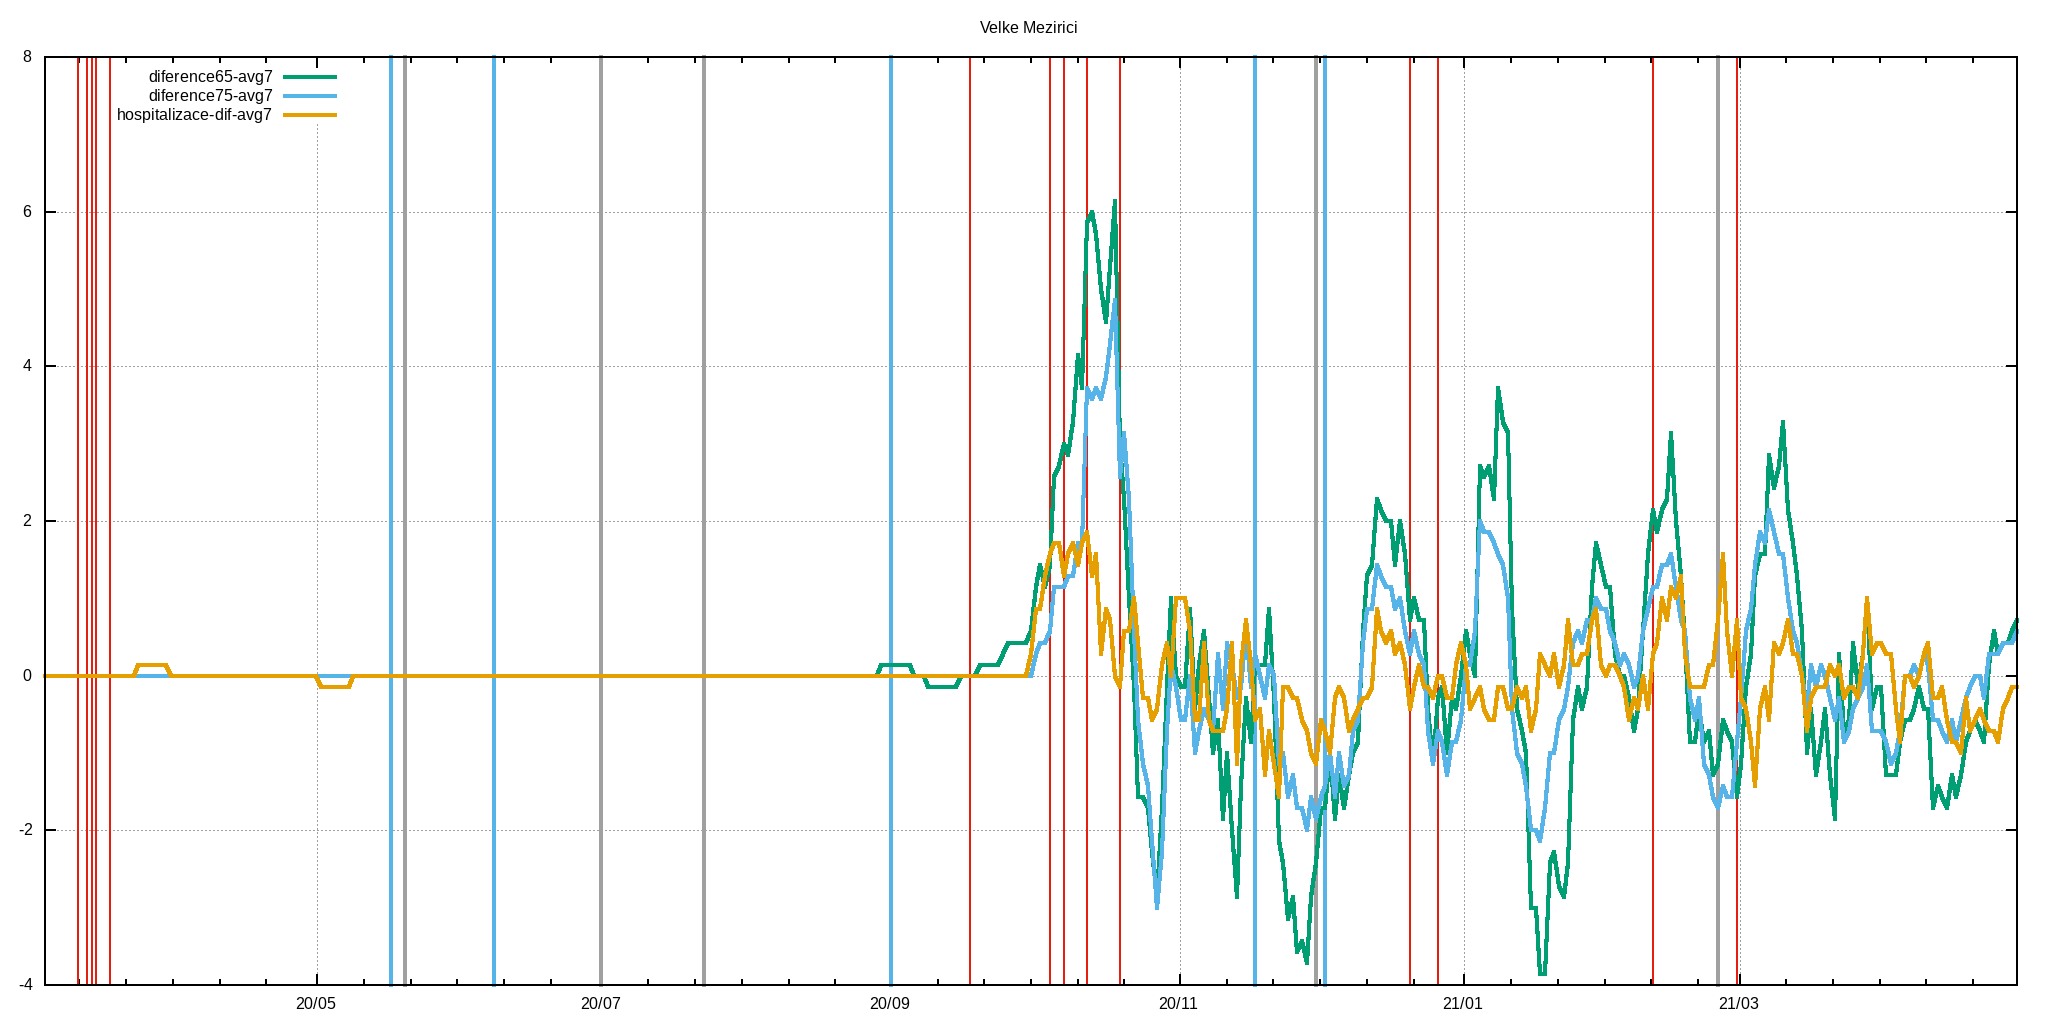 Velke Mezirici
8
diference65-avg7
diference75-avg7
hospitalizace-dif-avg7
6
4
2
0
-2
-4
20/05 20/07 20/09 20/11 21/01 21/03